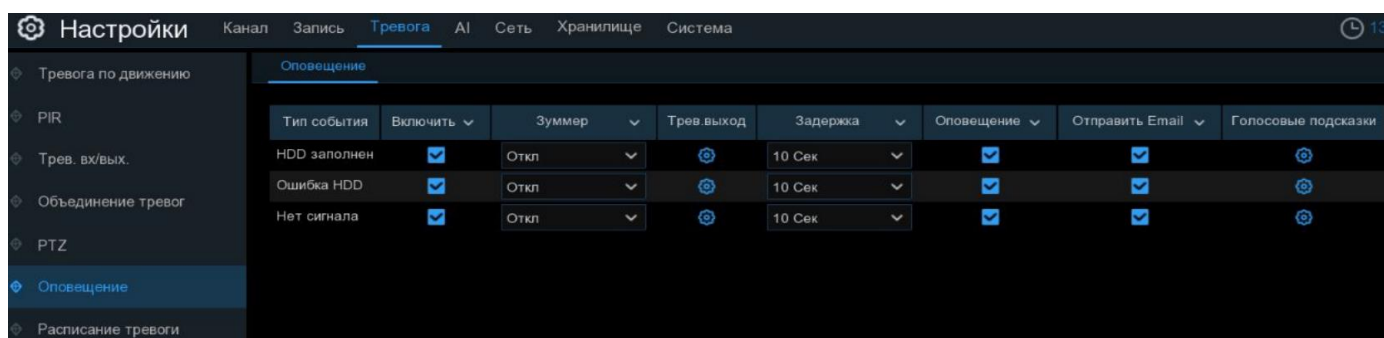 Настройки Канал Запись Тревога AI Сеть Хранилище Система 13
Тревога по движению
PIR
Трев. вх/вых.
Объединение тревог
PTZ
Оповещение
Расписание тревоги
Оповещение
Тип события Включить Зуммер Трев.выход Задержка Оповещение Отправить Email Голосовые подсказки
HDD заполнен Откл 10 Сек
Ошибка HDD Откл 10 Сек
Нет сигнала Откл 10 Сек